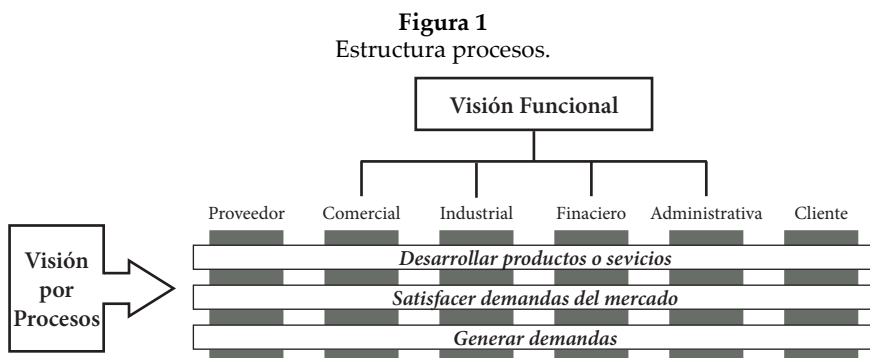 Figura 1
Estructura procesos.
Visión Funcional
Proveedor Comercial Industrial Finaciero Administrativa Cliente
Visión
por
Procesos
Desarrollar productos o sevicios
Satisfacer demandas del mercado
Generar demandas